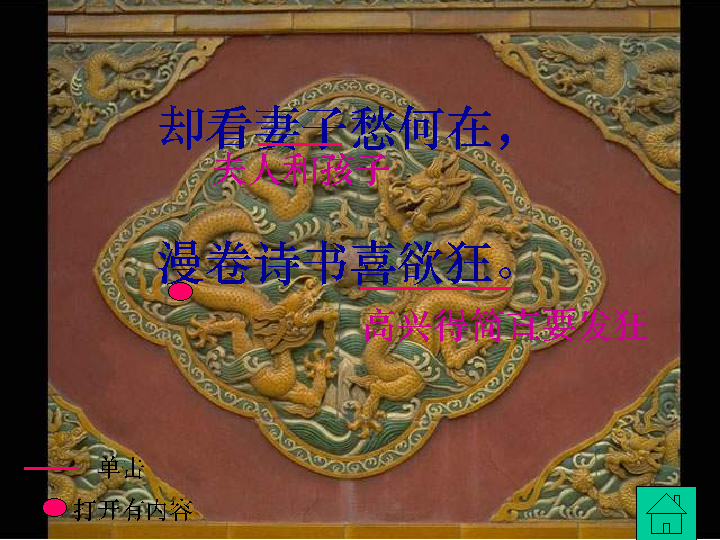 却看妻子愁何在，
夫人和孩子
漫卷诗书喜欲狂。
高兴得简直要发狂
单击
打开有内容